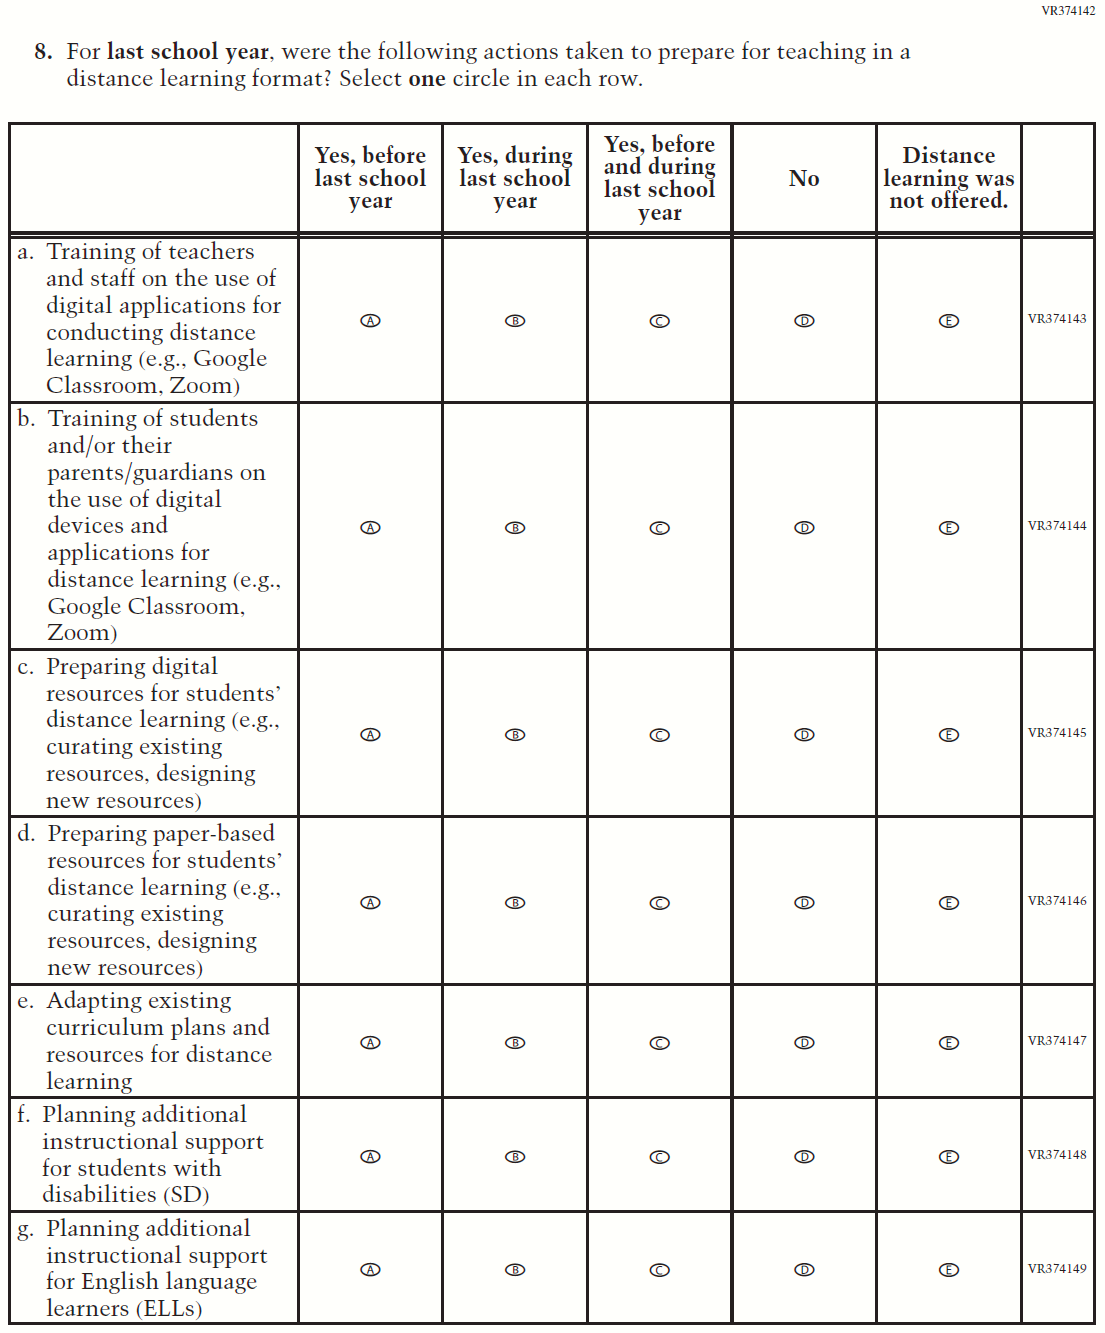 VR374142
8. For last school year, were the following actions taken to prepare for teaching in a
distance learning format? Select one circle in each row.
Yes, before
last school
year
Yes, during
last school
year
Yes, before
and during
last school
year
No
Distance
learning was
not offered.
a. Training of teachers
and staff on the use of
digital applications for
conducting distance
learning (e.g., Google
Classroom, Zoom)
A B C D E VR374143
b. Training of students
and/or their
parents/guardians on
the use of digital
devices and
applications for
distance learning (e.g.,
Google Classroom,
Zoom)
A B C D E VR374144
c. Preparing digital
resources for students’
distance learning (e.g.,
curating existing
resources, designing
new resources)
A B C D E VR374145
d. Preparing paper-based
resources for students’
distance learning (e.g.,
curating existing
resources, designing
new resources)
A B C D E VR374146
e. Adapting existing
curriculum plans and
resources for distance
learning
A B C D E VR374147
f. Planning additional
instructional support
for students with
disabilities (SD)
A B C D E VR374148
g. Planning additional
instructional support
for English language
learners (ELLs)
A B C D E VR374149